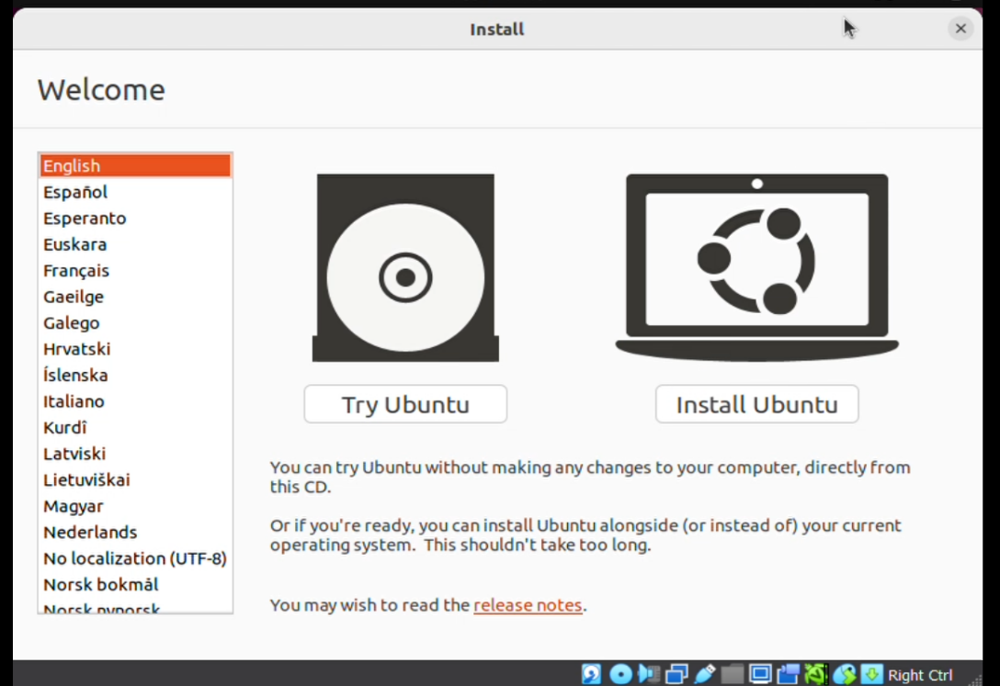 Install
Welcome
English
Español
Esperanto
Euskara
Français
Gaeilge
Galego
Hrvatski
Íslenska
Italiano
Kurdî
Latviski
Lietuviškai
Magyar
Nederlands
No localization (UTF-8)
Norsk bokmål
Norsk nynorsk
Try Ubuntu
Install Ubuntu
You can try Ubuntu without making any changes to your computer, directly from
this CD.
Or if you're ready, you can install Ubuntu alongside (or instead of) your current
operating system. This shouldn't take too long.
You may wish to read the release notes.
Right Ctrl